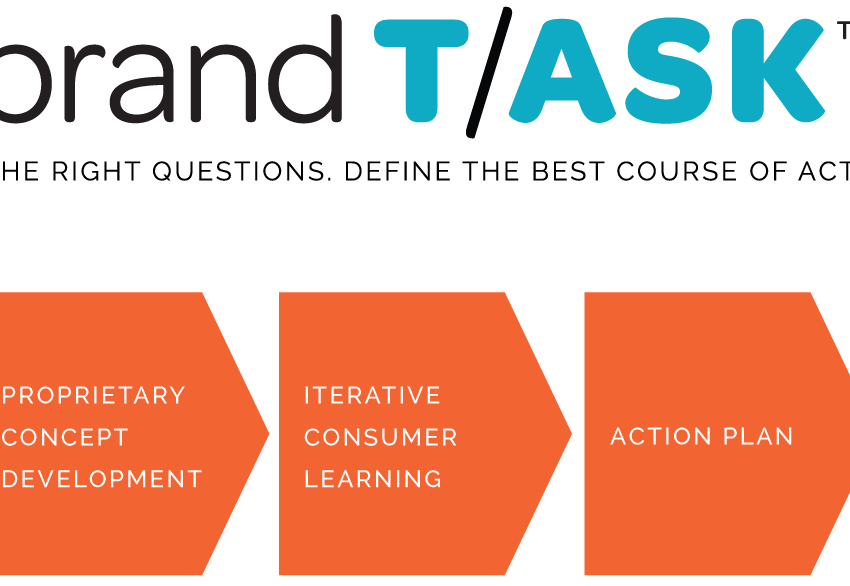 brand T/ASK T
HE RIGHT QUESTIONS. DEFINE THE BEST COURSE OF ACT
PROPRIETARY
CONCEPT
DEVELOPMENT
ITERATIVE
CONSUMER
LEARNING
ACTION PLAN